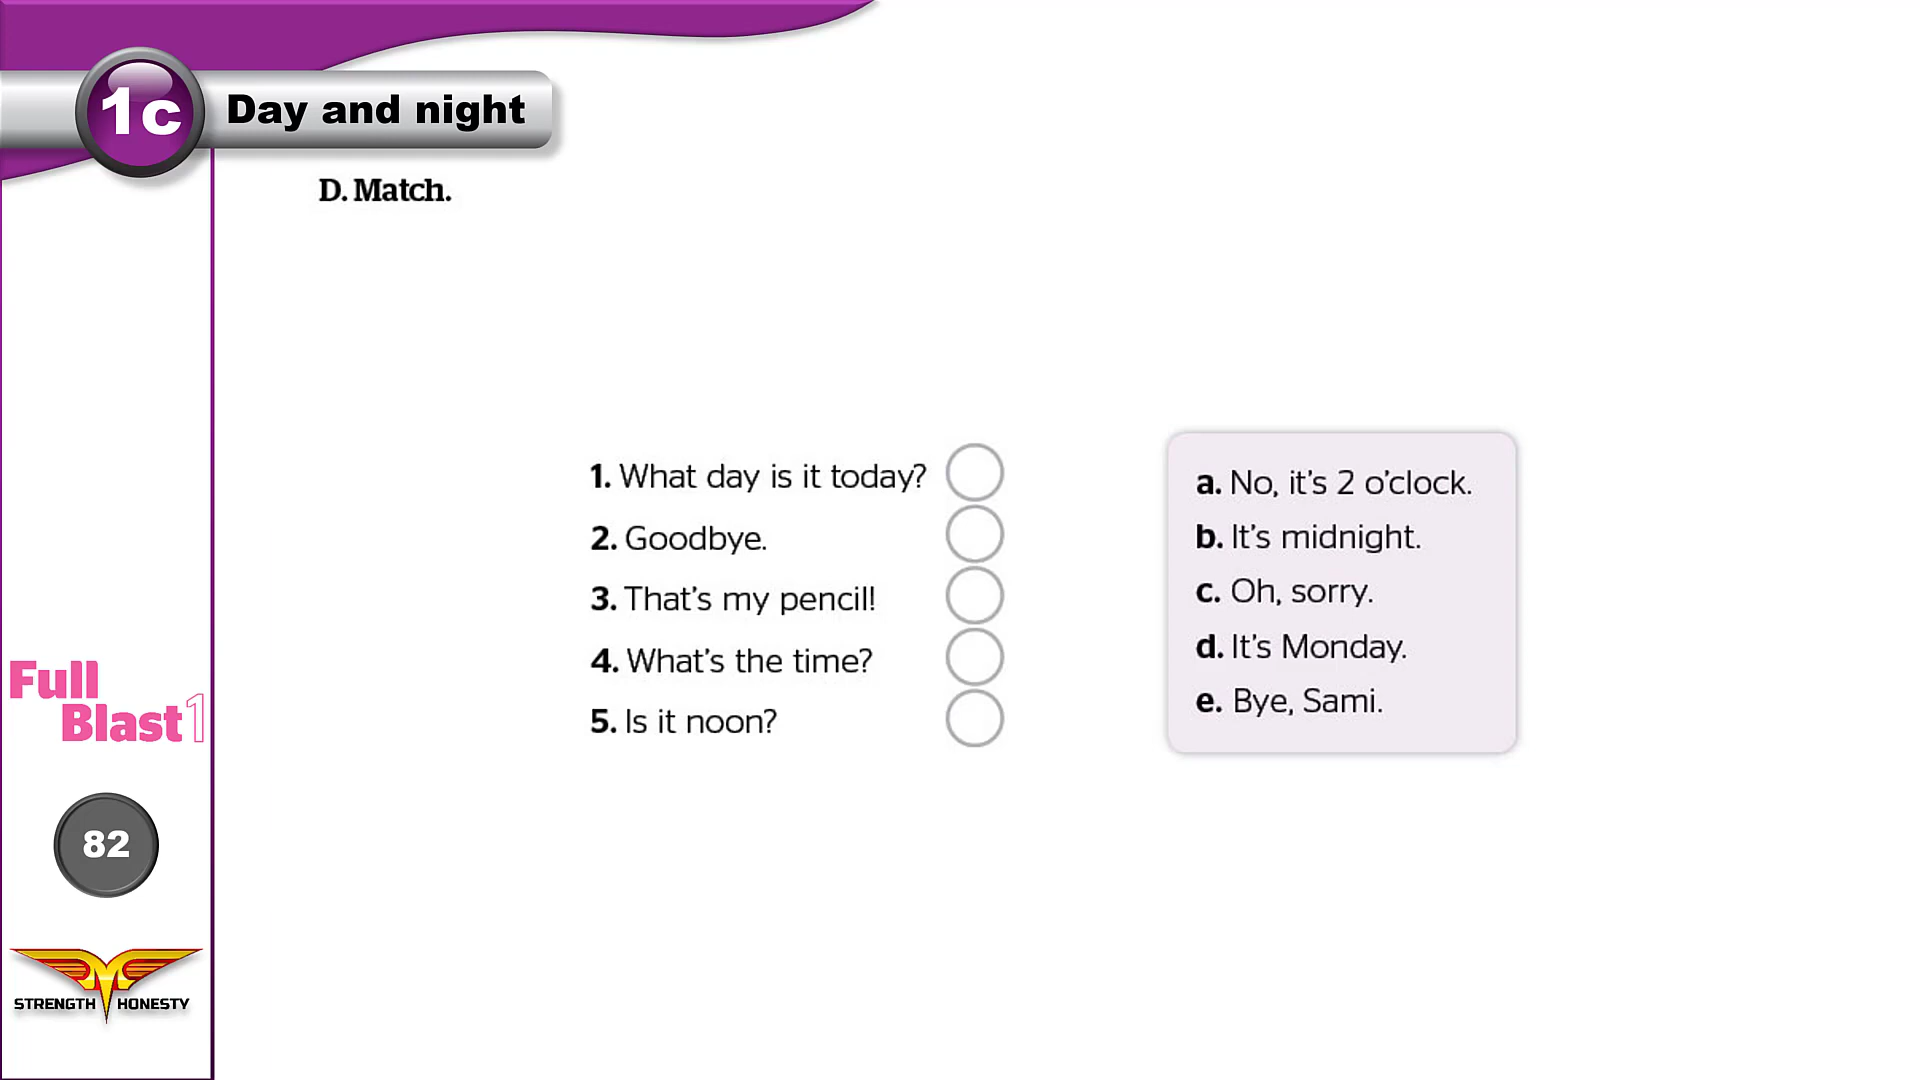 1c Day and night
D. Match.
1. What day is it today?
2. Goodbye.
3. That's my pencil!
4. What's the time?
5. Is it noon?
a. No, it's 2 o'clock.
b. It's midnight.
c. Oh, sorry.
d. It's Monday.
e. Bye, Sami.
Full
Blast 1
82
STRENGTH HONESTY